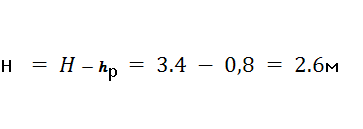 н = H – hр = 3.4 − 0,8 = 2.6м